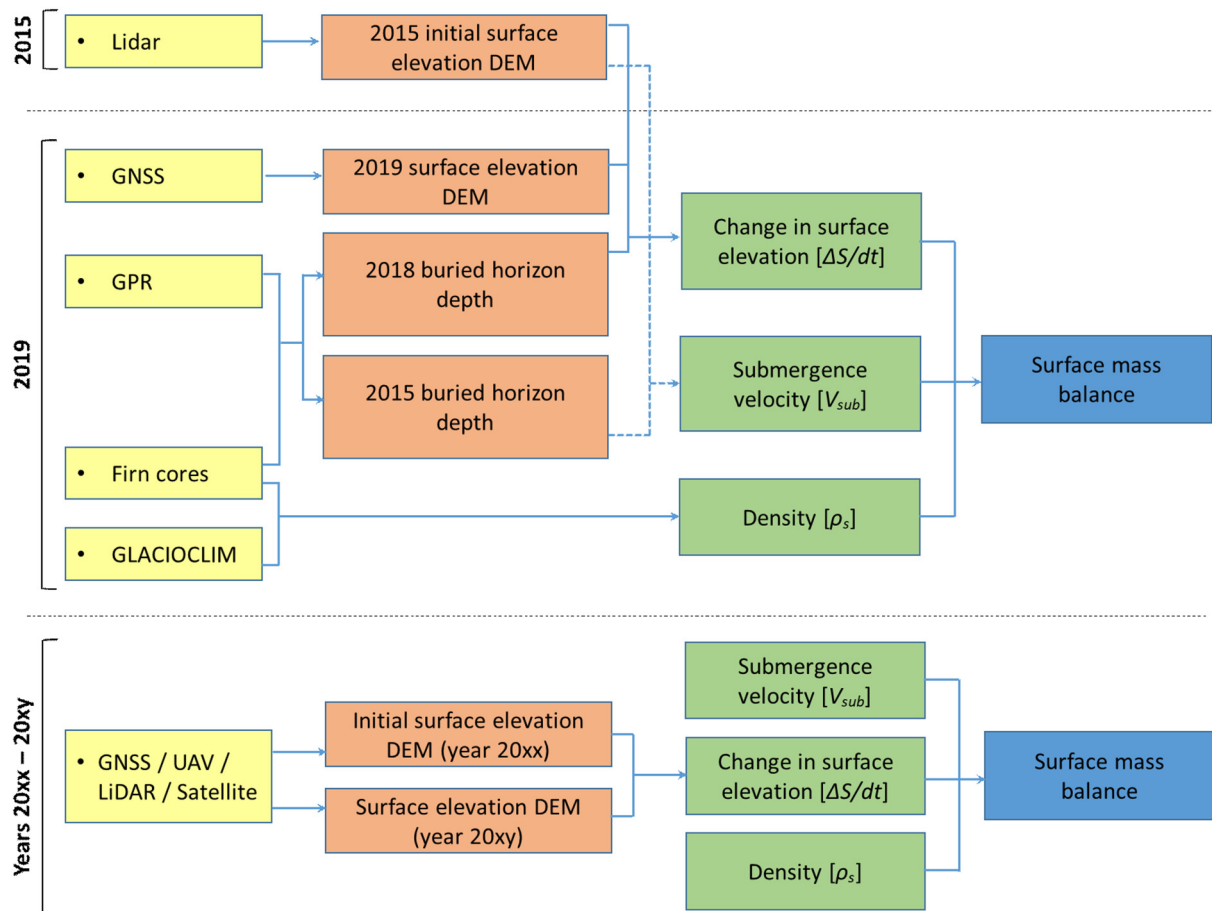 2015
• Lidar
2015 initial surface
elevation DEM
2019
• GNSS
2019 surface elevation
DEM
• GPR
2018 buried horizon
depth
2015 buried horizon
depth
• Firn cores
• GLACIOCLIM
Change in surface
elevation [ΔS/dt]
Submergence
velocity [Vsub]
Density [ρs]
Surface mass
balance
Years 20xx – 20xy
• GNSS / UAV /
LiDAR / Satellite
Initial surface elevation
DEM (year 20xx)
Surface elevation DEM
(year 20xy)
Submergence
velocity [Vsub]
Change in surface
elevation [ΔS/dt]
Density [ρs]
Surface mass
balance